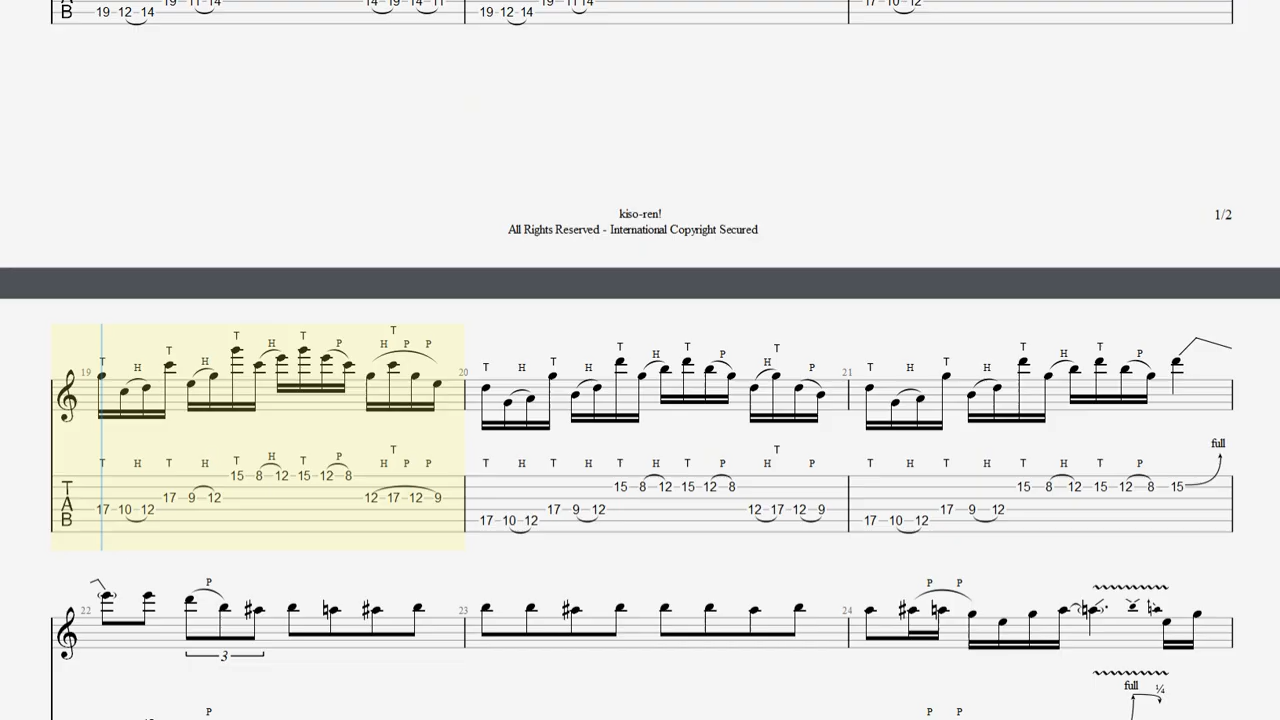 19 11 14 14 19 14 11 19 11 14 17 10 12
B 19 12 14 B 19 12 14
kiso-ren!
1/2
All Rights Reserved - International Copyright Secured
T H T H T H T P T H P P
19 20 21
T H T H T H T P T H P
T H T H T H T P
full
T H T H T H T P T H P P
T H T H T H T P T H P
T H T H T H T P
15 8 12 15 12 8
T 15 8 12 15 12 8 15 8 12 15 12 8 15
17 9 12 12 17 12 9
A 17 10 12 17 9 12 12 17 12 9 17 9 12
B 17 10 12 17 10 12
P P P
22 23 24
3
full ¼
P P P